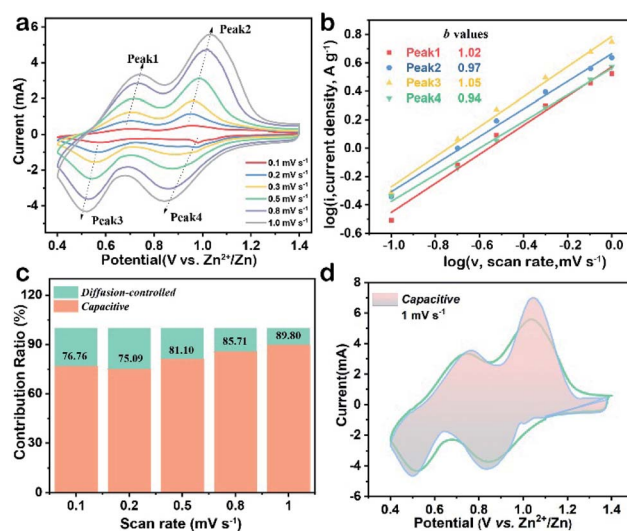 a
Peak1
Peak2
Peak3
Peak4
6
4
2
0
-2
-4
-6
Current (mA)
0.1 mV s⁻¹
0.2 mV s⁻¹
0.3 mV s⁻¹
0.5 mV s⁻¹
0.8 mV s⁻¹
1.0 mV s⁻¹
0.4 0.6 0.8 1.0 1.2 1.4
Potential(V vs. Zn²⁺/Zn)
b
b values
Peak1 1.02
Peak2 0.97
Peak3 1.05
Peak4 0.94
0.8
0.6
0.4
0.2
0.0
-0.2
-0.4
-0.6
log(i,current density, A g⁻¹)
-1.0 -0.8 -0.6 -0.4 -0.2 0.0
log(v, scan rate,mV s⁻¹)
c
Diffusion-controlled
Capacitive
120
90
60
30
0
Contribution Ratio (%)
76.76 75.09 81.10 85.71 89.80
0.1 0.2 0.5 0.8 1
Scan rate (mV s⁻¹)
d
Capacitive
1 mV s⁻¹
8
6
4
2
0
-2
-4
-6
Current(mA)
0.4 0.6 0.8 1.0 1.2 1.4
Potential (V vs. Zn²⁺/Zn)